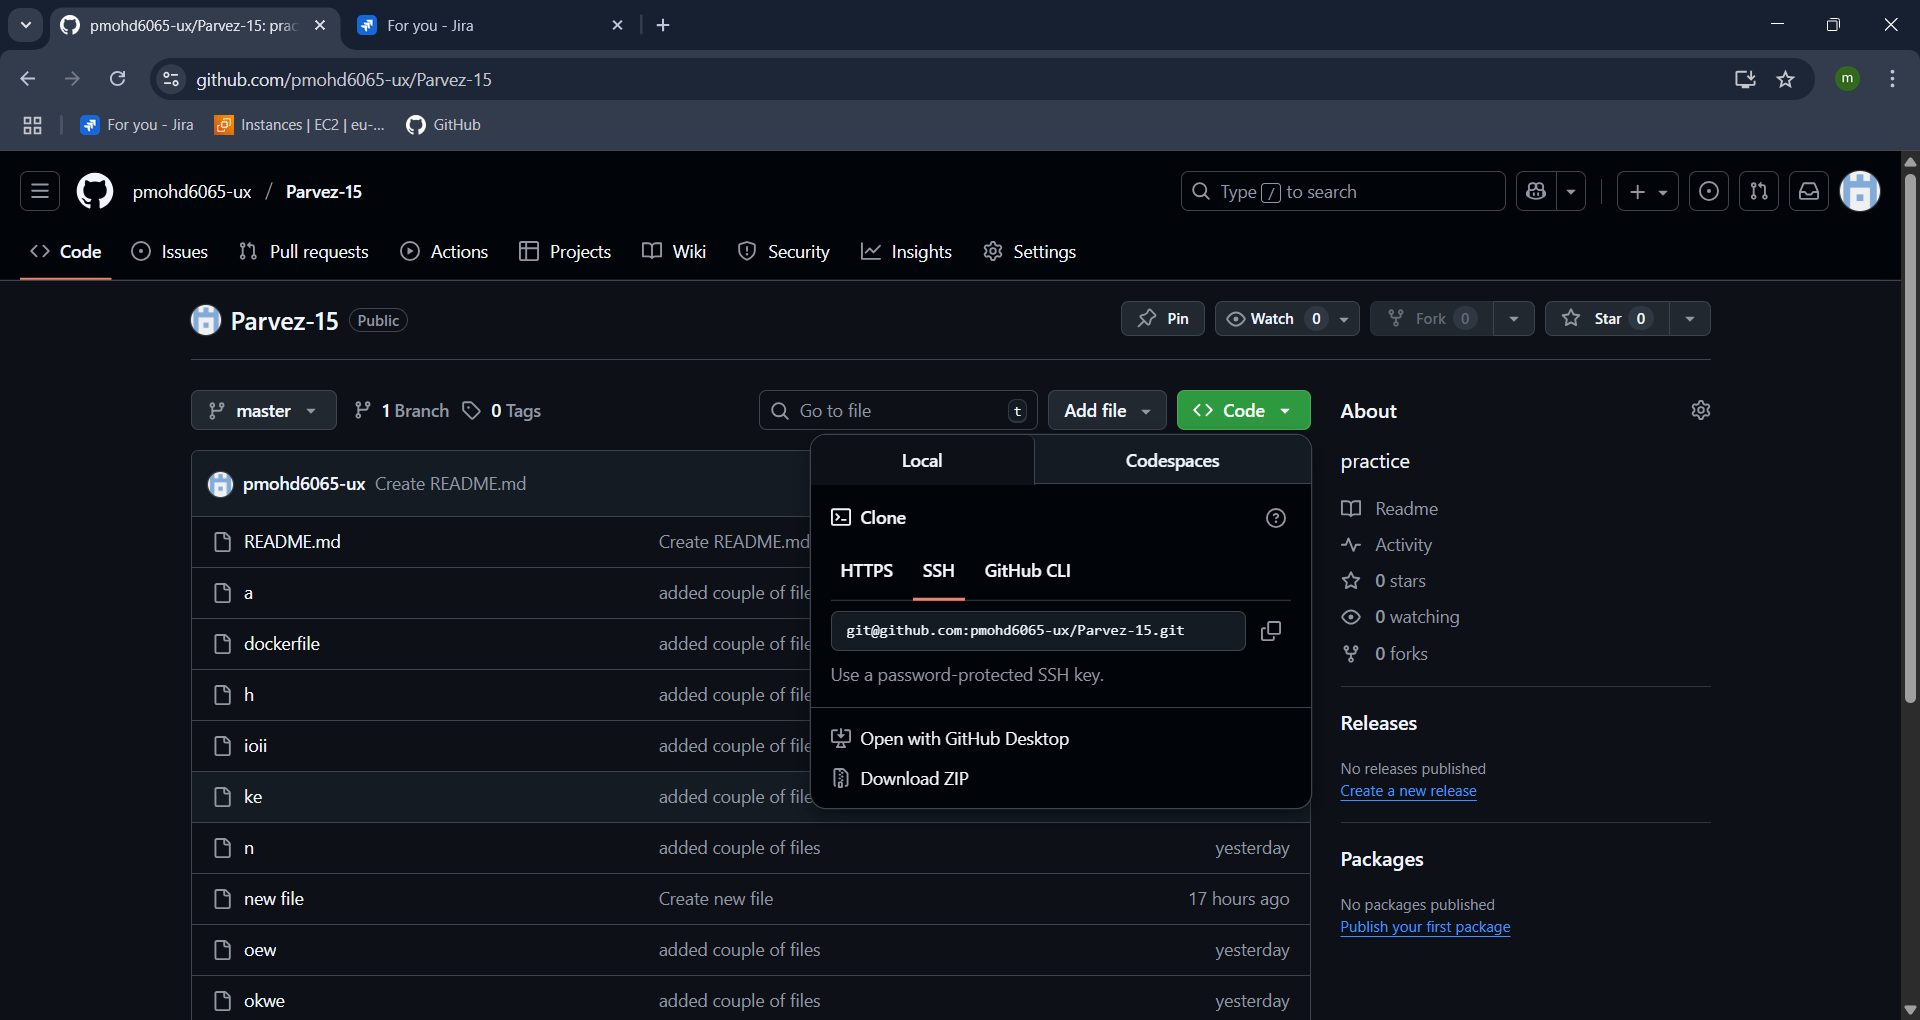 pmohd6065-ux/Parvez-15: prac
For you - Jira
github.com/pmohd6065-ux/Parvez-15
m
For you - Jira
Instances | EC2 | eu-...
GitHub
pmohd6065-ux / Parvez-15
Type / to search
Code
Issues
Pull requests
Actions
Projects
Wiki
Security
Insights
Settings
Parvez-15 Public
Pin
Watch 0
Fork 0
Star 0
master
1 Branch
0 Tags
Go to file t
Add file
Code
About
Local
Codespaces
practice
pmohd6065-ux Create README.md
Clone
Readme
README.md Create README.md
Activity
HTTPS
SSH
GitHub CLI
0 stars
a added couple of file
0 watching
git@github.com:pmohd6065-ux/Parvez-15.git
dockerfile added couple of file
0 forks
Use a password-protected SSH key.
h added couple of file
Releases
ioii added couple of file
Open with GitHub Desktop
No releases published
Download ZIP
Create a new release
ke added couple of file
n added couple of files yesterday
Packages
new file Create new file 17 hours ago
No packages published
Publish your first package
oew added couple of files yesterday
okwe added couple of files yesterday